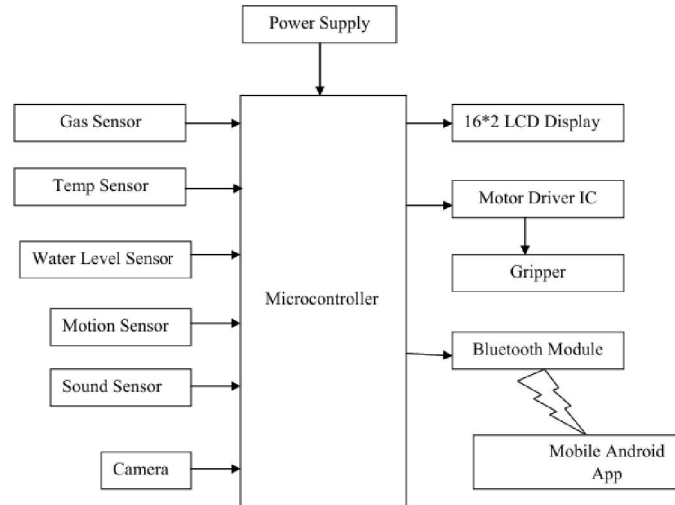 Power Supply
Gas Sensor
16*2 LCD Display
Temp Sensor
Motor Driver IC
Water Level Sensor
Gripper
Microcontroller
Motion Sensor
Bluetooth Module
Sound Sensor
Camera
Mobile Android
App